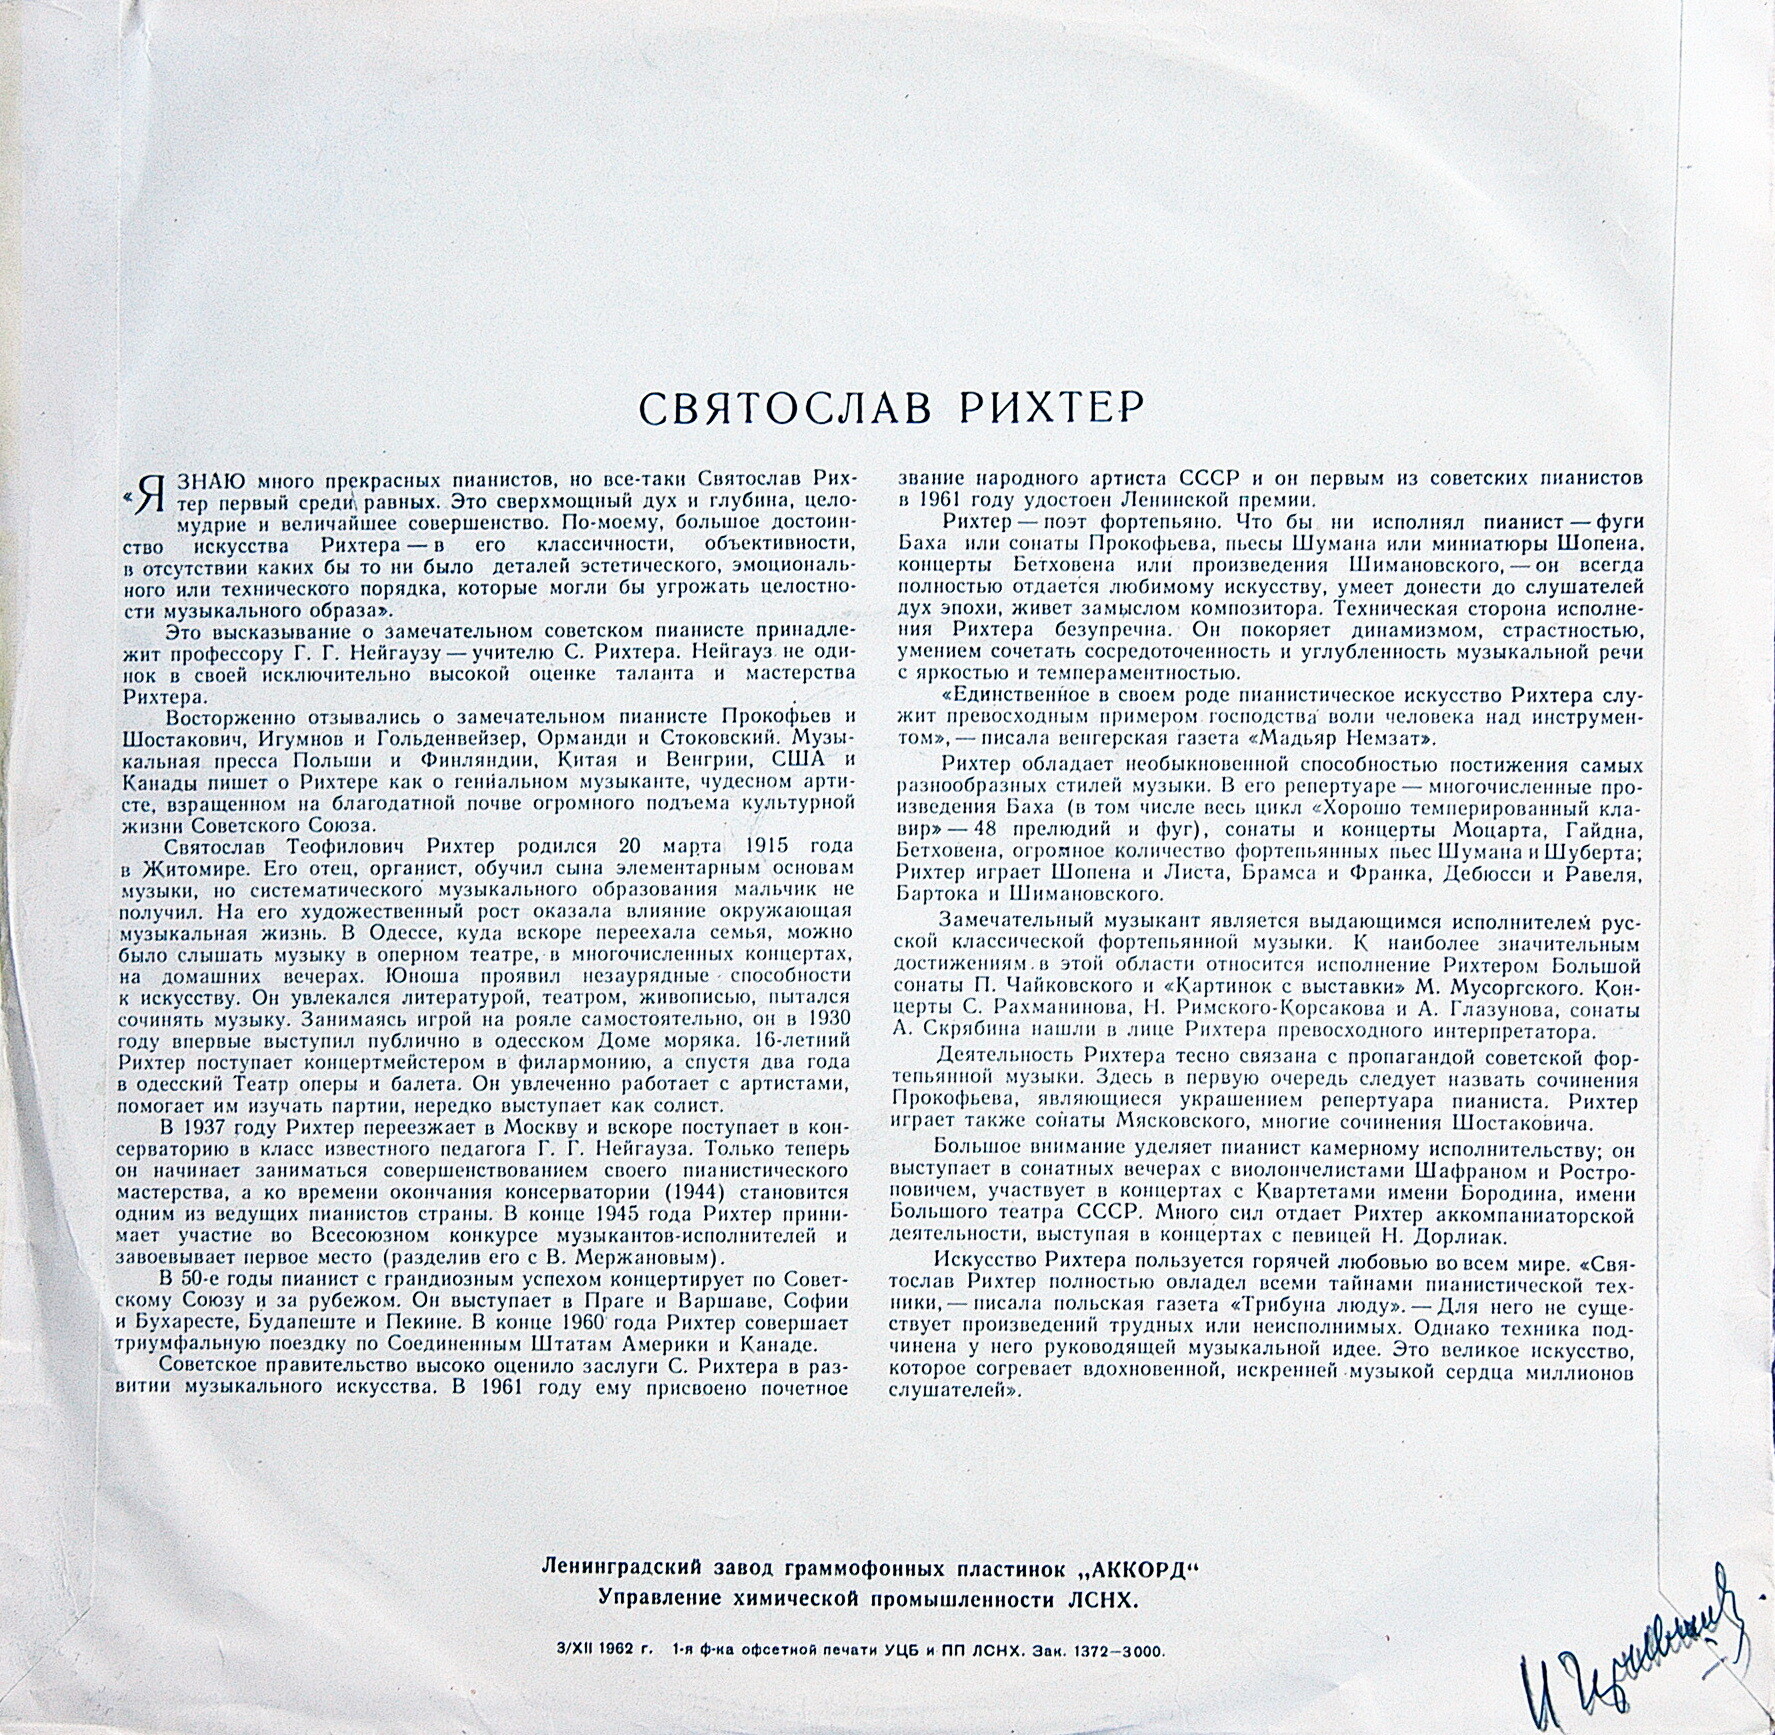 СВЯТОСЛАВ РИХТЕР
«Я ЗНАЮ много прекрасных пианистов, но все-таки Святослав Рих-
тер первый среди равных. Это сверхмощный дух и глубина, цело-
мудрие и величайшее совершенство. По-моему, большое достоин-
ство искусства Рихтера — в его классичности, объективности,
в отсутствии каких бы то ни было деталей эстетического, эмоциональ-
ного или технического порядка, которые могли бы угрожать целостно-
сти музыкального образа».
Это высказывание о замечательном советском пианисте принадле-
жит профессору Г. Г. Нейгаузу — учителю С. Рихтера. Нейгауз не оди-
нок в своей исключительно высокой оценке таланта и мастерства
Рихтера.
Восторженно отзывались о замечательном пианисте Прокофьев и
Шостакович, Игумнов и Гольденвейзер, Орманди и Стоковский. Музы-
кальная пресса Польши и Финляндии, Китая и Венгрии, США и
Канады пишет о Рихтере как о гениальном музыканте, чудесном арти-
сте, взращенном на благодатной почве огромного подъема культурной
жизни Советского Союза.
Святослав Теофилович Рихтер родился 20 марта 1915 года
в Житомире. Его отец, органист, обучил сына элементарным основам
музыки, но систематического музыкального образования мальчик не
получил. На его художественный рост оказала влияние окружающая
музыкальная жизнь. В Одессе, куда вскоре переехала семья, можно
было слышать музыку в оперном театре, в многочисленных концертах,
на домашних вечерах. Юноша проявил незаурядные способности
к искусству. Он увлекался литературой, театром, живописью, пытался
сочинять музыку. Занимаясь игрой на рояле самостоятельно, он в 1930
году впервые выступил публично в одесском Доме моряка. 16-летний
Рихтер поступает концертмейстером в филармонию, а спустя два года
в одесский Театр оперы и балета. Он увлеченно работает с артистами,
помогает им изучать партии, нередко выступает как солист.
В 1937 году Рихтер переезжает в Москву и вскоре поступает в кон-
серваторию в класс известного педагога Г. Г. Нейгауза. Только теперь
он начинает заниматься совершенствованием своего пианистического
мастерства, а ко времени окончания консерватории (1944) становится
одним из ведущих пианистов страны. В конце 1945 года Рихтер прини-
мает участие во Всесоюзном конкурсе музыкантов-исполнителей и
завоевывает первое место (разделив его с В. Мержановым).
В 50-е годы пианист с грандиозным успехом концертирует по Совет-
скому Союзу и за рубежом. Он выступает в Праге и Варшаве, Софии
и Бухаресте, Будапеште и Пекине. В конце 1960 года Рихтер совершает
триумфальную поездку по Соединенным Штатам Америки и Канаде.
Советское правительство высоко оценило заслуги С. Рихтера в раз-
витии музыкального искусства. В 1961 году ему присвоено почетное
звание народного артиста СССР и он первым из советских пианистов
в 1961 году удостоен Ленинской премии.
Рихтер — поэт фортепьяно. Что бы ни исполнял пианист — фуги
Баха или сонаты Прокофьева, пьесы Шумана или миниатюры Шопена,
концерты Бетховена или произведения Шимановского, — он всегда
полностью отдается любимому искусству, умеет донести до слушателей
дух эпохи, живет замыслом композитора. Техническая сторона исполне-
ния Рихтера безупречна. Он покоряет динамизмом, страстностью,
умением сочетать сосредоточенность и углубленность музыкальной речи
с яркостью и темпераментностью.
«Единственное в своем роде пианистическое искусство Рихтера слу-
жит превосходным примером господства воли человека над инструмен-
том», — писала венгерская газета «Мадьяр Немзат».
Рихтер обладает необыкновенной способностью постижения самых
разнообразных стилей музыки. В его репертуаре — многочисленные про-
изведения Баха (в том числе весь цикл «Хорошо темперированный кла-
вир» — 48 прелюдий и фуг), сонаты и концерты Моцарта, Гайдна,
Бетховена, огромное количество фортепьянных пьес Шумана и Шуберта;
Рихтер играет Шопена и Листа, Брамса и Франка, Дебюсси и Равеля,
Бартока и Шимановского.
Замечательный музыкант является выдающимся исполнителем рус-
ской классической фортепьянной музыки. К наиболее значительным
достижениям в этой области относится исполнение Рихтером Большой
сонаты П. Чайковского и «Картинок с выставки» М. Мусоргского. Кон-
церты С. Рахманинова, Н. Римского-Корсакова и А. Глазунова, сонаты
А. Скрябина нашли в лице Рихтера превосходного интерпретатора.
Деятельность Рихтера тесно связана с пропагандой советской фор-
тепьянной музыки. Здесь в первую очередь следует назвать сочинения
Прокофьева, являющиеся украшением репертуара пианиста. Рихтер
играет также сонаты Мясковского, многие сочинения Шостаковича.
Большое внимание уделяет пианист камерному исполнительству; он
выступает в сонатных вечерах с виолончелистами Шафраном и Ростро-
повичем, участвует в концертах с Квартетами имени Бородина, имени
Большого театра СССР. Много сил отдает Рихтер аккомпаниаторской
деятельности, выступая в концертах с певицей Н. Дорлиак.
Искусство Рихтера пользуется горячей любовью во всем мире. «Свя-
тослав Рихтер полностью овладел всеми тайнами пианистической тех-
ники, — писала польская газета «Трибуна люду». — Для него не суще-
ствует произведений трудных или неисполнимых. Однако техника под-
чинена у него руководящей музыкальной идее. Это великое искусство,
которое согревает вдохновенной, искренней музыкой сердца миллионов
слушателей».
Ленинградский завод граммофонных пластинок „АККОРД“
Управление химической промышленности ЛСНХ.
3/XII 1962 г. 1-я ф-ка офсетной печати УЦБ и ПП ЛСНХ. Зак. 1372—3000.